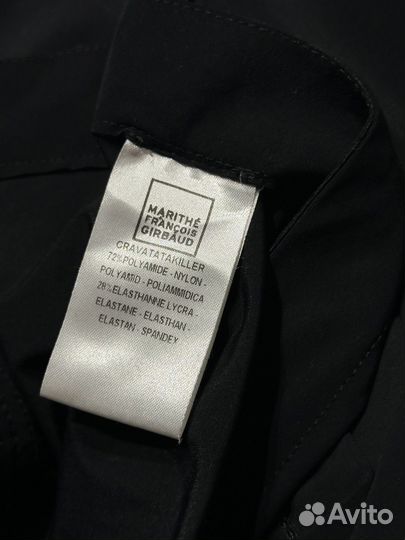 MARITHÉ
FRANÇOIS
GIRBAUD
CRAVATATAKILLER
72%POLYAMIDE - NYLON -
POLYAMID - POLIAMMIDICA
28%ELASTHANNE LYCRA -
ELASTANE - ELASTHAN -
ELASTAN - SPANDEY
Avito